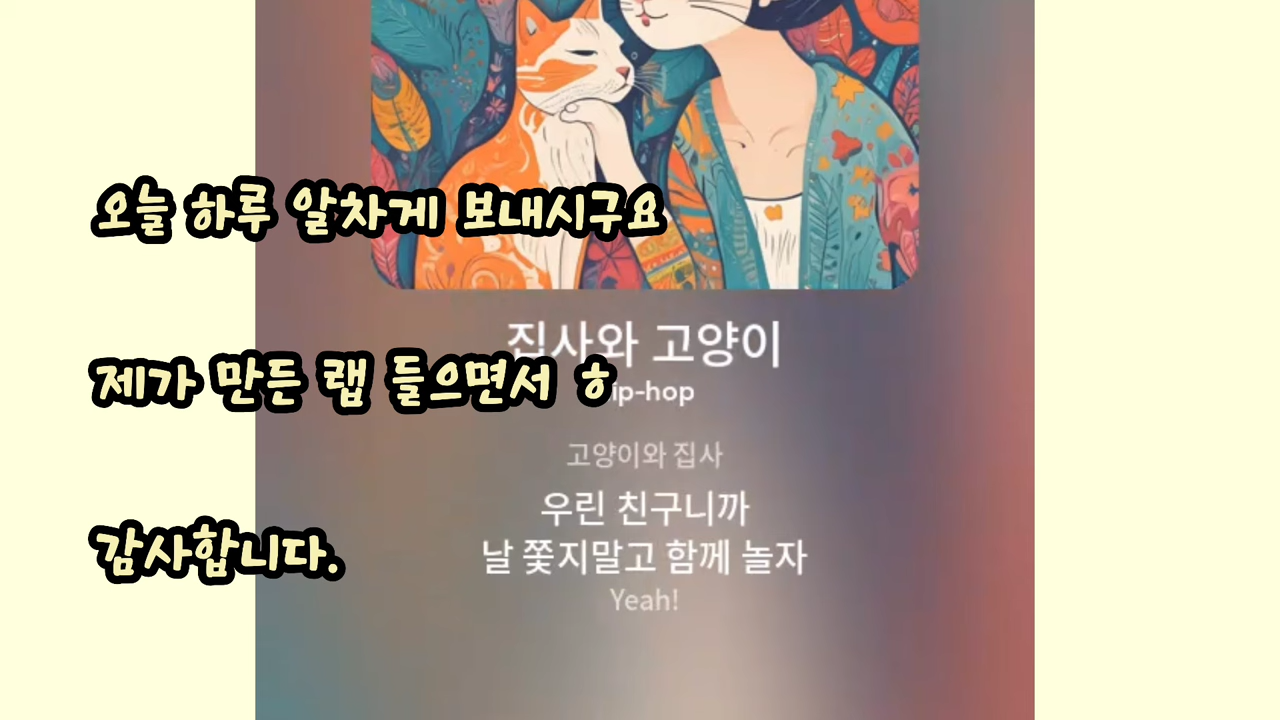 오늘 하루 알차게 보내시구요
집사와 고양이
제가 만든 랩 들으면서 ㅎ
ip-hop
고양이와 집사
우린 친구니까
날 쫓지말고 함께 놀자
감사합니다.
Yeah!